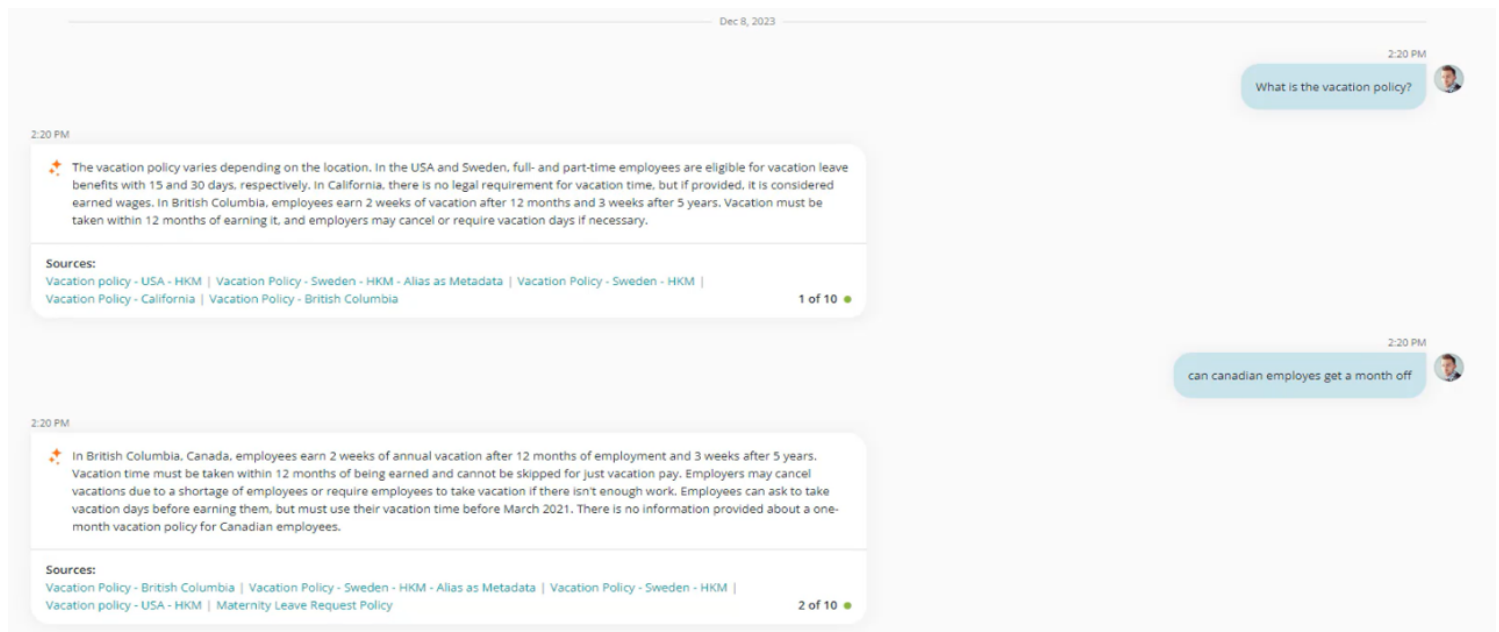 Dec 8, 2023
2:20 PM
What is the vacation policy?
2:20 PM
The vacation policy varies depending on the location. In the USA and Sweden, full- and part-time employees are eligible for vacation leave
benefits with 15 and 30 days, respectively. In California, there is no legal requirement for vacation time, but if provided, it is considered
earned wages. In British Columbia, employees earn 2 weeks of vacation after 12 months and 3 weeks after 5 years. Vacation must be
taken within 12 months of earning it, and employers may cancel or require vacation days if necessary.
Sources:
Vacation policy - USA - HKM | Vacation Policy - Sweden - HKM - Alias as Metadata | Vacation Policy - Sweden - HKM |
Vacation Policy - California | Vacation Policy - British Columbia
1 of 10
2:20 PM
can canadian employes get a month off
2:20 PM
In British Columbia, Canada, employees earn 2 weeks of annual vacation after 12 months of employment and 3 weeks after 5 years.
Vacation time must be taken within 12 months of being earned and cannot be skipped for just vacation pay. Employers may cancel
vacations due to a shortage of employees or require employees to take vacation if there isn't enough work. Employees can ask to take
vacation days before earning them, but must use their vacation time before March 2021. There is no information provided about a one-
month vacation policy for Canadian employees.
Sources:
Vacation Policy - British Columbia | Vacation Policy - Sweden - HKM - Alias as Metadata | Vacation Policy - Sweden - HKM |
Vacation policy - USA - HKM | Maternity Leave Request Policy
2 of 10